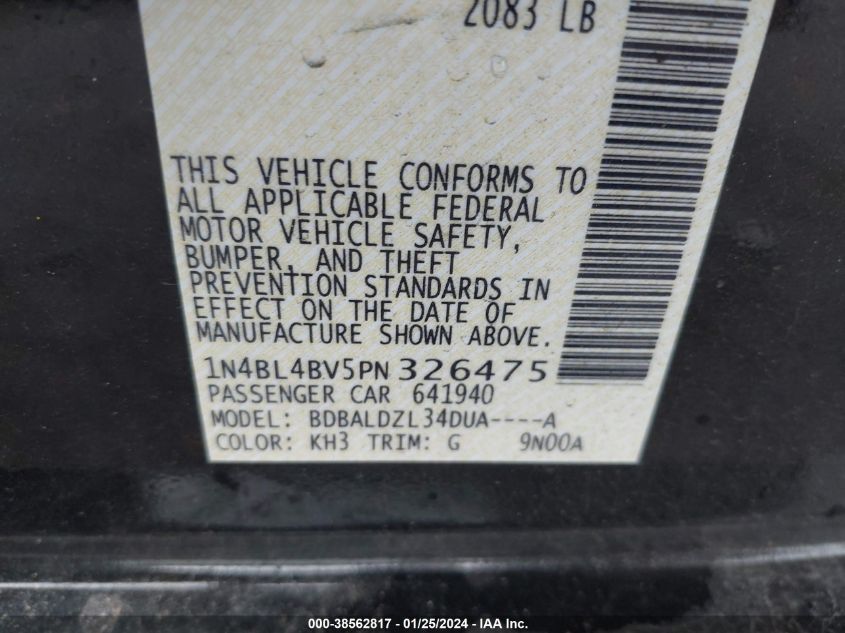 2083 LB
THIS VEHICLE CONFORMS TO
ALL APPLICABLE FEDERAL
MOTOR VEHICLE SAFETY,
BUMPER, AND THEFT
PREVENTION STANDARDS IN
EFFECT ON THE DATE OF
MANUFACTURE SHOWN ABOVE.
1N4BL4BV5PN 326475
PASSENGER CAR 641940
MODEL: BDBALDZL34DUA----A
COLOR: KH3 TRIM: G 9N00A
000-38562817 - 01/25/2024 - IAA Inc.